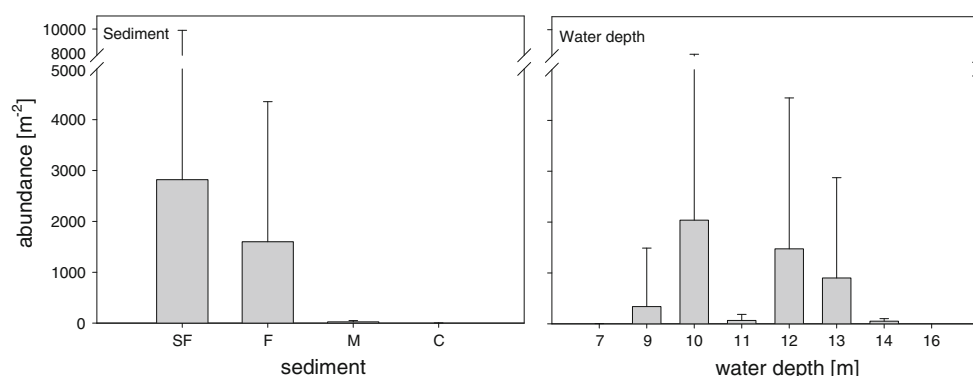 Sediment
10000
8000
5000
4000
3000
2000
1000
0
abundance [m-2]
SF F M C
sediment
Water depth
7 9 10 11 12 13 14 16
water depth [m]